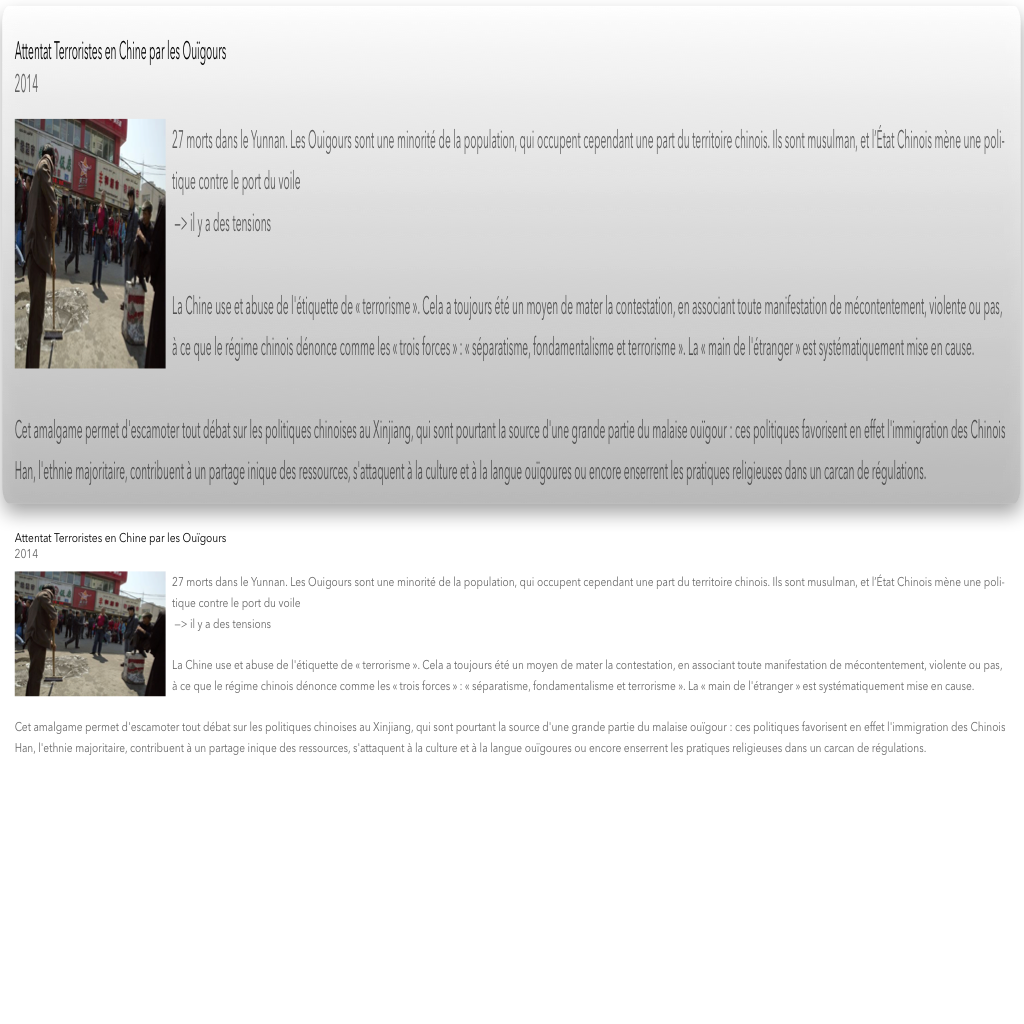 Attentat Terroristes en Chine par les Ouïgours
2014
27 morts dans le Yunnan. Les Ouigours sont une minorité de la population, qui occupent cependant une part du territoire chinois. Ils sont musulman, et l'État Chinois mène une poli-
tique contre le port du voile
–> il y a des tensions
La Chine use et abuse de l'étiquette de « terrorisme ». Cela a toujours été un moyen de mater la contestation, en associant toute manifestation de mécontentement, violente ou pas,
à ce que le régime chinois dénonce comme les « trois forces » : « séparatisme, fondamentalisme et terrorisme ». La « main de l'étranger » est systématiquement mise en cause.
Cet amalgame permet d'escamoter tout débat sur les politiques chinoises au Xinjiang, qui sont pourtant la source d'une grande partie du malaise ouïgour : ces politiques favorisent en effet l'immigration des Chinois
Han, l'ethnie majoritaire, contribuent à un partage inique des ressources, s'attaquent à la culture et à la langue ouïgoures ou encore enserrent les pratiques religieuses dans un carcan de régulations.
Attentat Terroristes en Chine par les Ouïgours
2014
27 morts dans le Yunnan. Les Ouigours sont une minorité de la population, qui occupent cependant une part du territoire chinois. Ils sont musulman, et l'État Chinois mène une poli-
tique contre le port du voile
–> il y a des tensions
La Chine use et abuse de l'étiquette de « terrorisme ». Cela a toujours été un moyen de mater la contestation, en associant toute manifestation de mécontentement, violente ou pas,
à ce que le régime chinois dénonce comme les « trois forces » : « séparatisme, fondamentalisme et terrorisme ». La « main de l'étranger » est systématiquement mise en cause.
Cet amalgame permet d'escamoter tout débat sur les politiques chinoises au Xinjiang, qui sont pourtant la source d'une grande partie du malaise ouïgour : ces politiques favorisent en effet l'immigration des Chinois
Han, l'ethnie majoritaire, contribuent à un partage inique des ressources, s'attaquent à la culture et à la langue ouïgoures ou encore enserrent les pratiques religieuses dans un carcan de régulations.